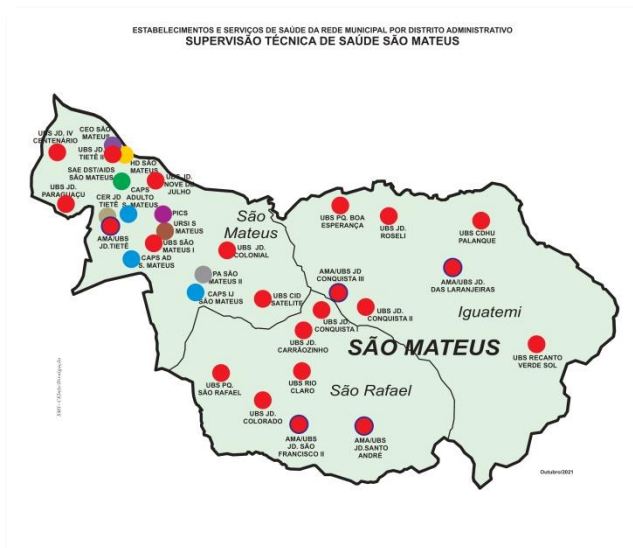 ESTABELECIMENTOS E SERVIÇOS DE SAÚDE DA REDE MUNICIPAL POR DISTRITO ADMINISTRATIVO
SUPERVISÃO TÉCNICA DE SAÚDE SÃO MATEUS
UBS JD. IV
CENTENÁRIO
CEO SÃO
MATEUS
UBS JD.
TIETÊ II
HD SÃO
MATEUS
SAE DST/AIDS
SÃO MATEUS
UBS JD.
NOVE DE
JULHO
UBS JD.
PARAGUAÇU
CER JD
TIETÊ
CAPS
ADULTO
S. MATEUS
PICS
URSI S
MATEUS
AMA/UBS
JD.TIETÊ
UBS SÃO
MATEUS I
CAPS AD
S. MATEUS
São
Mateus
UBS JD.
COLONIAL
PA SÃO
MATEUS II
CAPS IJ
SÃO MATEUS
UBS CID
SATELITE
UBS PQ. BOA
ESPERANÇA
UBS JD.
ROSELI
UBS CDHU
PALANQUE
AMA/UBS JD
CONQUISTA III
AMA/UBS JD.
DAS LARANJEIRAS
UBS JD.
CONQUISTA I
UBS JD.
CONQUISTA II
Iguatemi
UBS JD.
CARRÃOZINHO
SÃO MATEUS
UBS RECANTO
VERDE SOL
UBS PQ.
SÃO RAFAEL
UBS RIO
CLARO
São Rafael
UBS JD.
COLORADO
AMA/UBS
JD. SÃO
FRANCISCO II
AMA/UBS
JD.SANTO
ANDRÉ
Outubro/2021